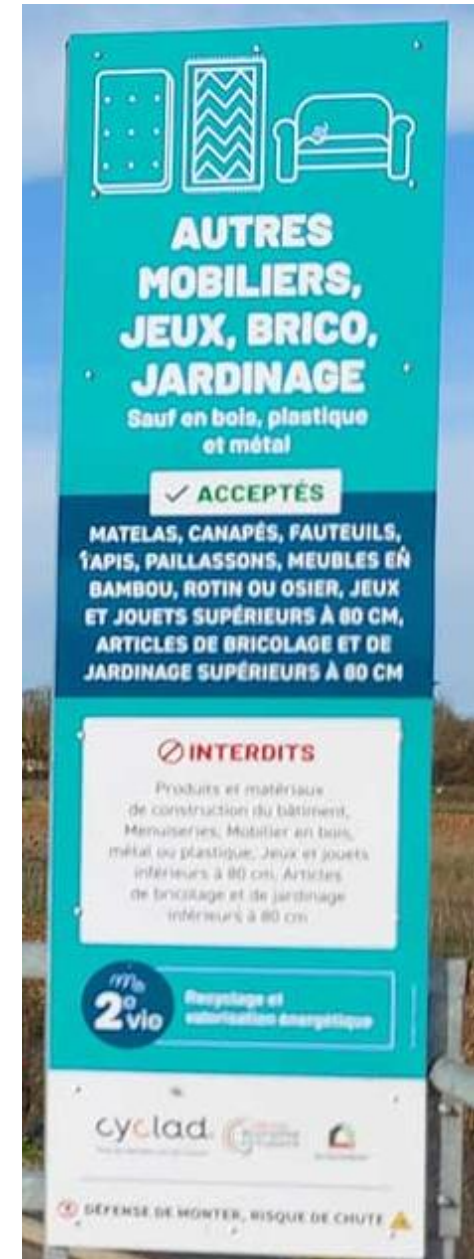 AUTRES
MOBILIERS,
JEUX, BRICO,
JARDINAGE
Sauf en bois, plastique
et métal
ACCEPTÉS
MATELAS, CANAPÉS, FAUTEUILS,
TAPIS, PAILLASSONS, MEUBLES EN
BAMBOU, ROTIN OU OSIER, JEUX
ET JOUETS SUPÉRIEURS À 80 CM,
ARTICLES DE BRICOLAGE ET DE
JARDINAGE SUPÉRIEURS À 80 CM
INTERDITS
Produits et matériaux
de construction du bâtiment,
Menuiseries, Mobilier en bois,
métal ou plastique, Jeux et jouets
inférieurs à 80 cm, Articles
de bricolage et de jardinage
inférieurs à 80 cm
Ma
2e
vie
Recyclage et
valorisation énergétique
cyclad
DÉFENSE DE MONTER, RISQUE DE CHUTE